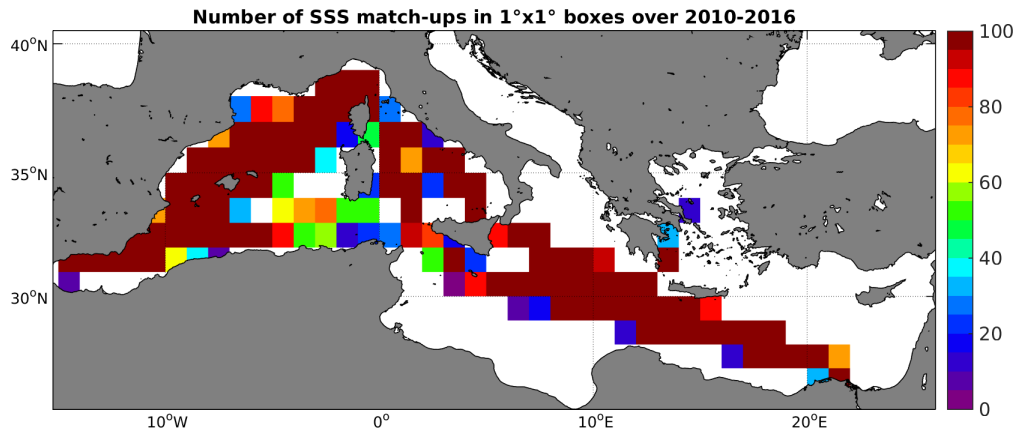 Number of SSS match-ups in 1°x1° boxes over 2010-2016
40°N
35°N
30°N
10°W
0°
10°E
20°E
100
80
60
40
20
0